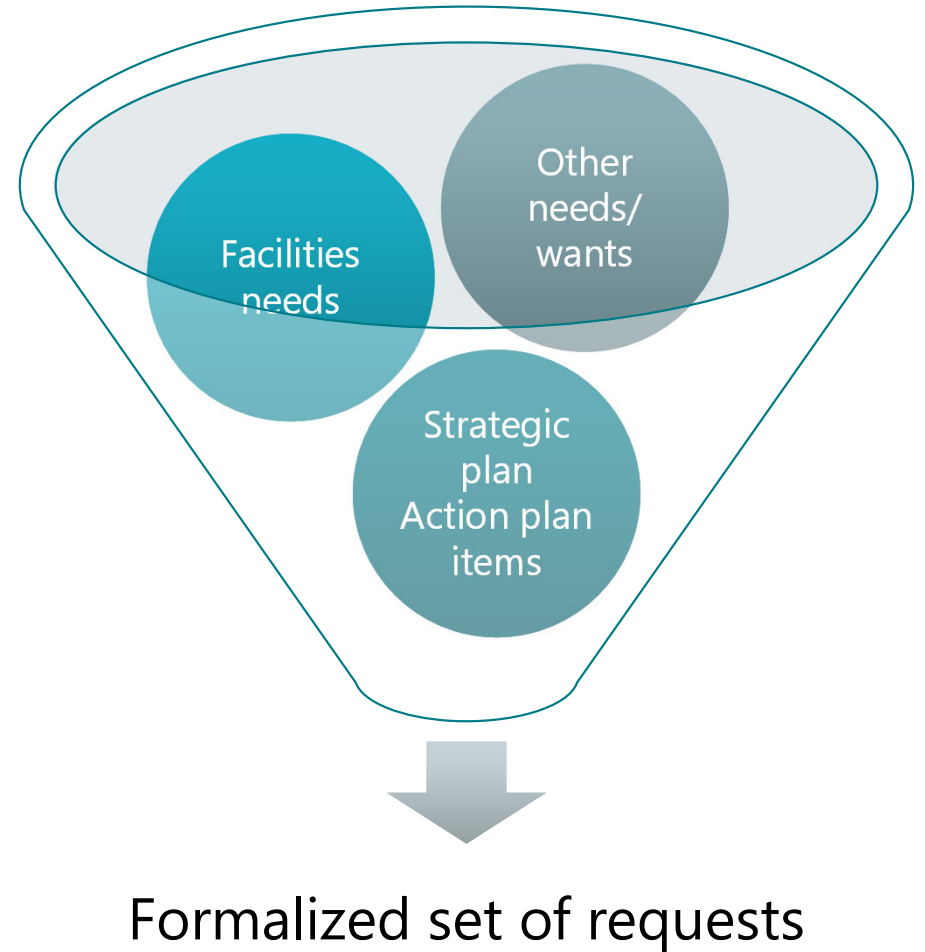 Other
needs/
wants
Facilities
needs
Strategic
plan
Action plan
items
Formalized set of requests